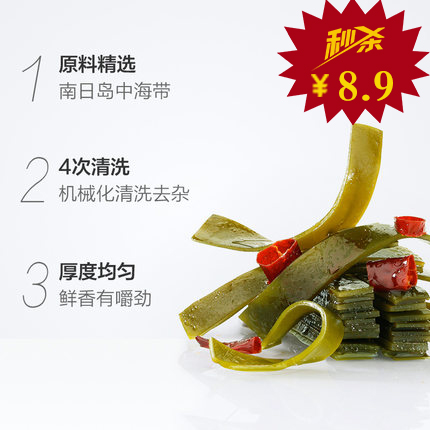 秒杀
¥8.9
1
原料精选
南日岛中海带
2
4次清洗
机械化清洗去杂
3
厚度均匀
鲜香有嚼劲